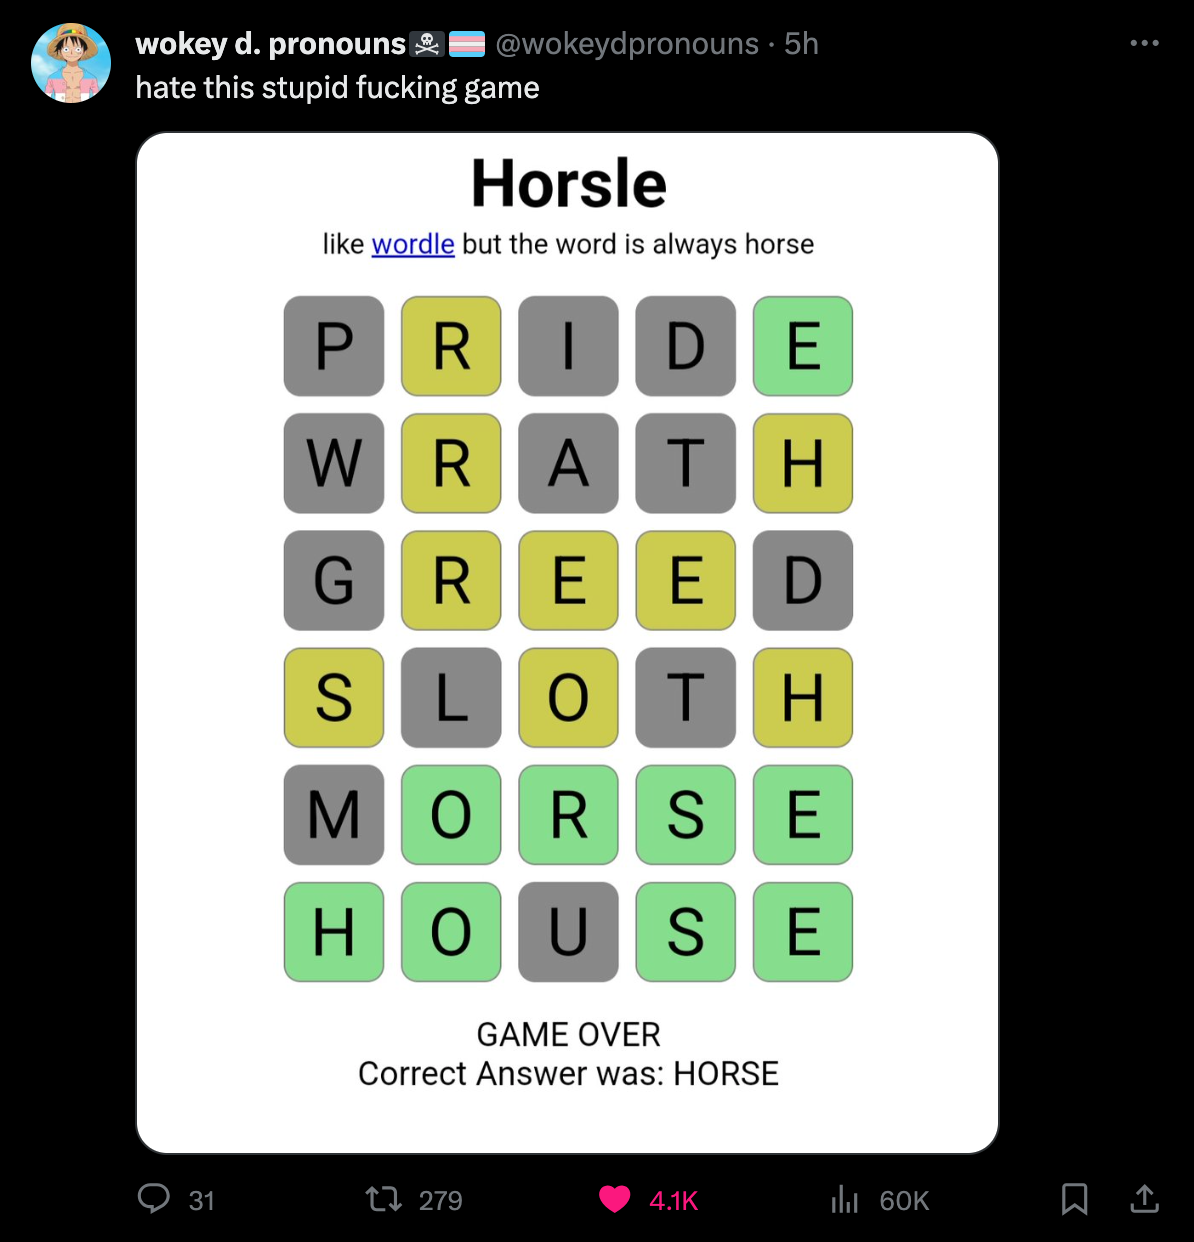 wokey d. pronouns☠️🏳️‍⚧️ @wokeydpronouns · 5h
hate this stupid fucking game
Horsle
like wordle but the word is always horse
P R I D E
W R A T H
G R E E D
S L O T H
M O R S E
H O U S E
GAME OVER
Correct Answer was: HORSE
31 279 4.1K 60K